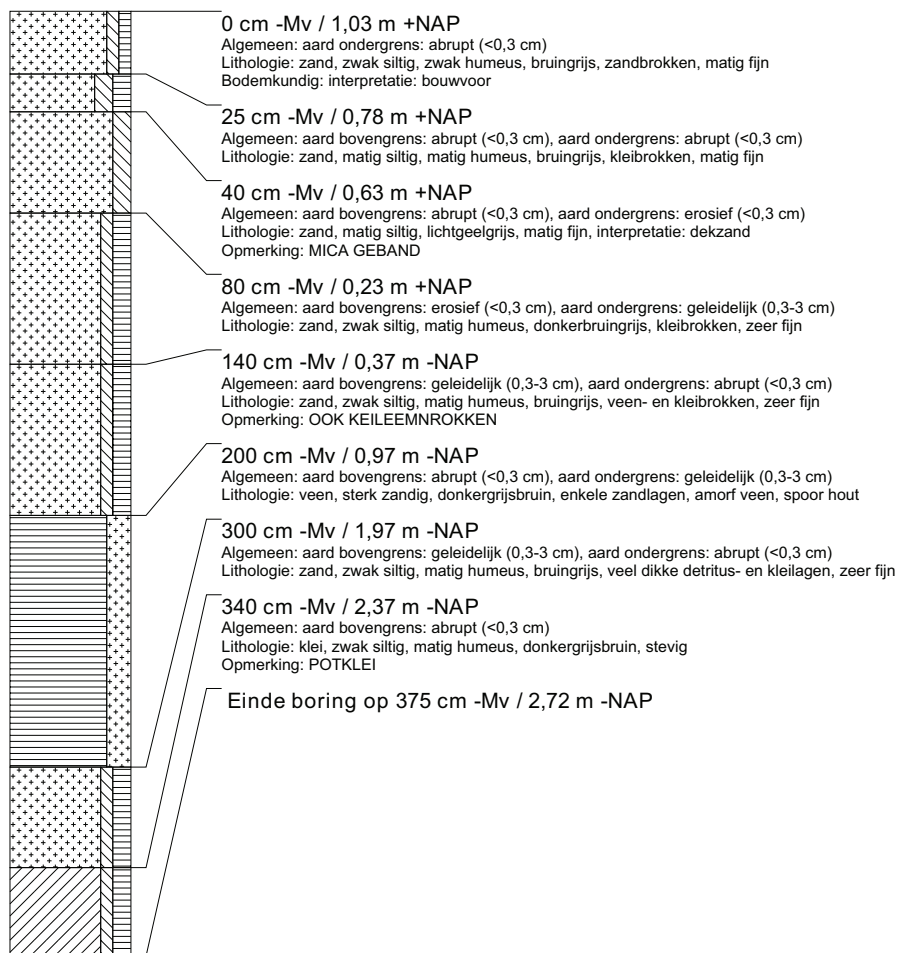 0 cm -Mv / 1,03 m +NAP
Algemeen: aard ondergrens: abrupt (<0,3 cm)
Lithologie: zand, zwak siltig, zwak humeus, bruingrijs, zandbrokken, matig fijn
Bodemkundig: interpretatie: bouwvoor
25 cm -Mv / 0,78 m +NAP
Algemeen: aard bovengrens: abrupt (<0,3 cm), aard ondergrens: abrupt (<0,3 cm)
Lithologie: zand, matig siltig, matig humeus, bruingrijs, kleibrokken, matig fijn
40 cm -Mv / 0,63 m +NAP
Algemeen: aard bovengrens: abrupt (<0,3 cm), aard ondergrens: erosief (<0,3 cm)
Lithologie: zand, matig siltig, lichtgeelgrijs, matig fijn, interpretatie: dekzand
Opmerking: MICA GEBAND
80 cm -Mv / 0,23 m +NAP
Algemeen: aard bovengrens: erosief (<0,3 cm), aard ondergrens: geleidelijk (0,3-3 cm)
Lithologie: zand, zwak siltig, matig humeus, donkerbruingrijs, kleibrokken, zeer fijn
140 cm -Mv / 0,37 m -NAP
Algemeen: aard bovengrens: geleidelijk (0,3-3 cm), aard ondergrens: abrupt (<0,3 cm)
Lithologie: zand, zwak siltig, matig humeus, bruingrijs, veen- en kleibrokken, zeer fijn
Opmerking: OOK KEILEEMNROKKEN
200 cm -Mv / 0,97 m -NAP
Algemeen: aard bovengrens: abrupt (<0,3 cm), aard ondergrens: geleidelijk (0,3-3 cm)
Lithologie: veen, sterk zandig, donkergrijsbruin, enkele zandlagen, amorf veen, spoor hout
300 cm -Mv / 1,97 m -NAP
Algemeen: aard bovengrens: geleidelijk (0,3-3 cm), aard ondergrens: abrupt (<0,3 cm)
Lithologie: zand, zwak siltig, matig humeus, bruingrijs, veel dikke detritus- en kleilagen, zeer fijn
340 cm -Mv / 2,37 m -NAP
Algemeen: aard bovengrens: abrupt (<0,3 cm)
Lithologie: klei, zwak siltig, matig humeus, donkergrijsbruin, stevig
Opmerking: POTKLEI
Einde boring op 375 cm -Mv / 2,72 m -NAP